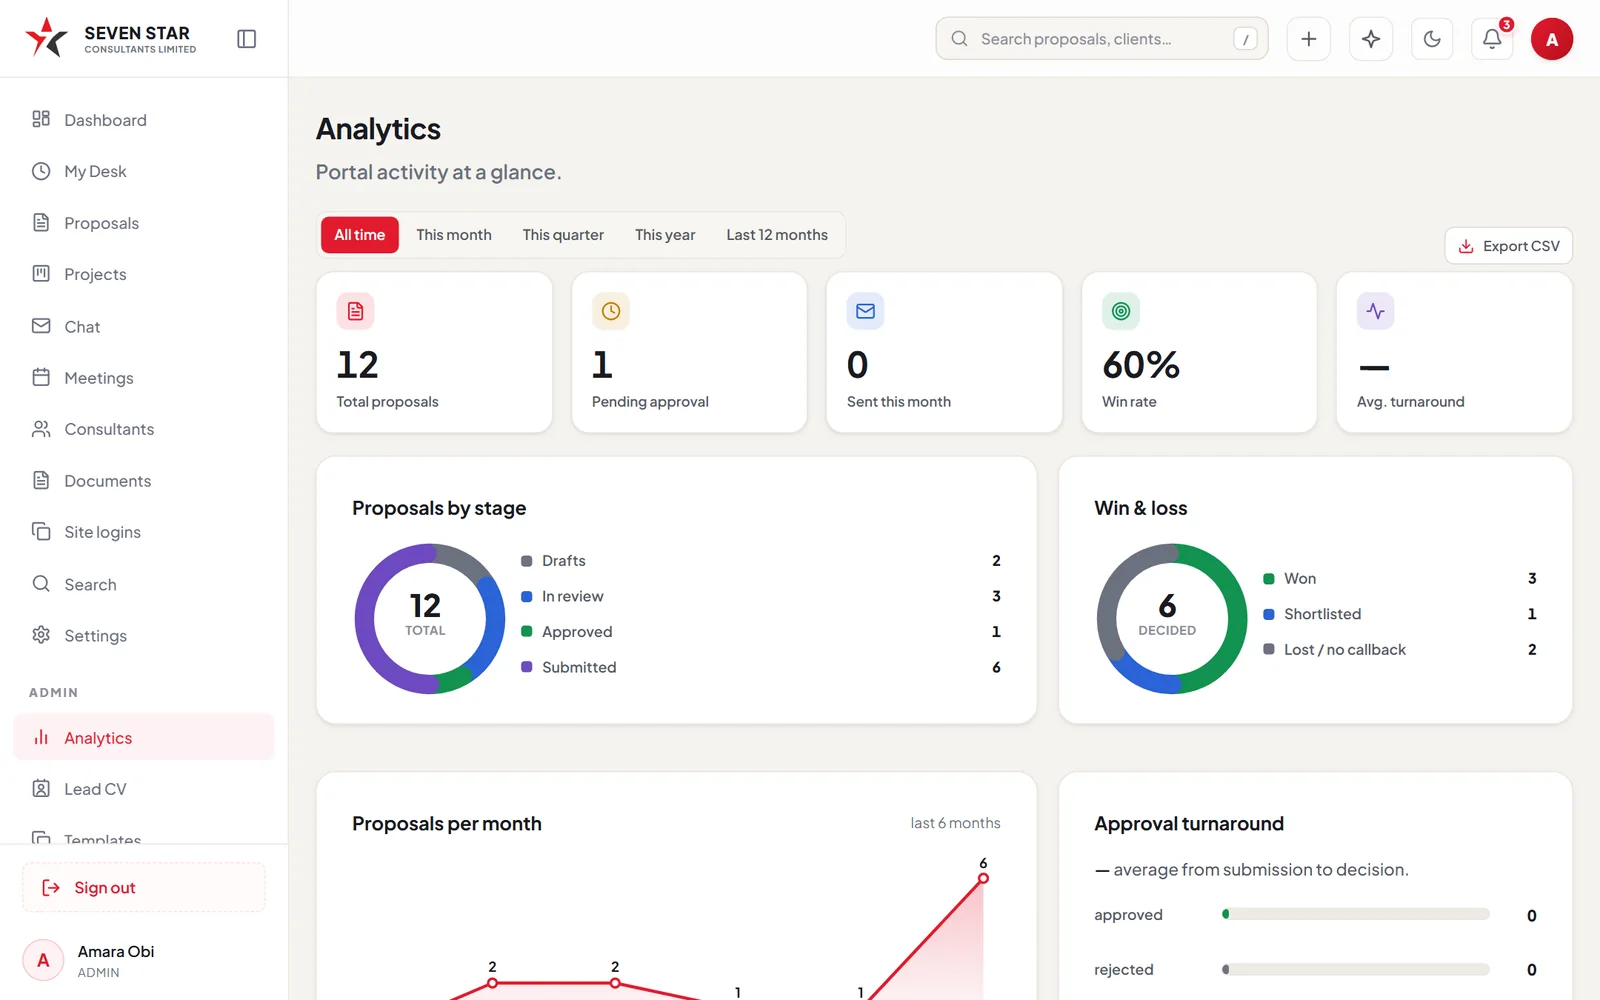 SEVEN STAR
CONSULTANTS LIMITED
Search proposals, clients...
/
3
A
Dashboard
My Desk
Proposals
Projects
Chat
Meetings
Consultants
Documents
Site logins
Search
Settings
ADMIN
Analytics
Lead CV
Templates
Sign out
A
Amara Obi
ADMIN
Analytics
Portal activity at a glance.
All time
This month
This quarter
This year
Last 12 months
Export CSV
12
Total proposals
1
Pending approval
0
Sent this month
60%
Win rate
—
Avg. turnaround
Proposals by stage
12
TOTAL
Drafts 2
In review 3
Approved 1
Submitted 6
Win & loss
6
DECIDED
Won 3
Shortlisted 1
Lost / no callback 2
Proposals per month
last 6 months
6
2
2
1
1
Approval turnaround
— average from submission to decision.
approved 0
rejected 0